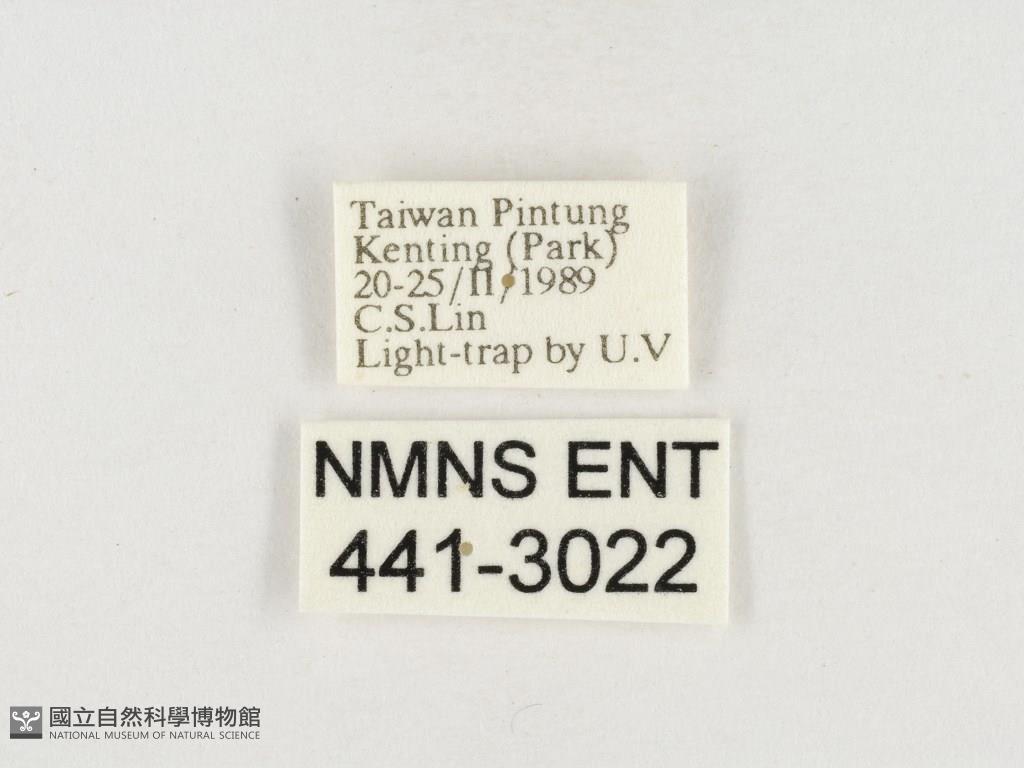 Taiwan Pintung
Kenting (Park)
20-25/II/1989
C.S.Lin
Light-trap by U.V
NMNS ENT
441-3022
國立自然科學博物館
NATIONAL MUSEUM OF NATURAL SCIENCE